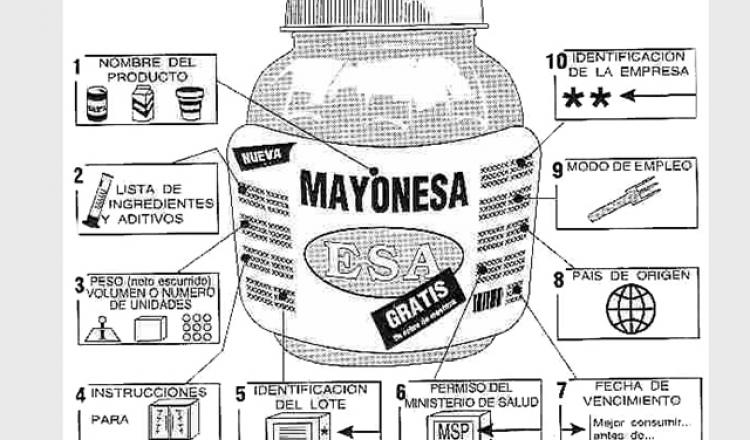 1 NOMBRE DEL
PRODUCTO
10 IDENTIFICACIÓN
DE LA EMPRESA
**
NUEVA
MAYONESA
ESA
GRATIS
2 LISTA DE
INGREDIENTES
Y ADITIVOS
9 MODO DE EMPLEO
3 PESO (neto escurrido)
VOLUMEN O NUMERO
DE UNIDADES
8 PAIS DE ORIGEN
4 INSTRUCCIONES
PARA
5 IDENTIFICACION
DEL LOTE
*
6 PERMISO DEL
MINISTERIO DE SALUD
MSP
7 FECHA DE
VENCIMIENTO
Mejor consumir...
antes de...